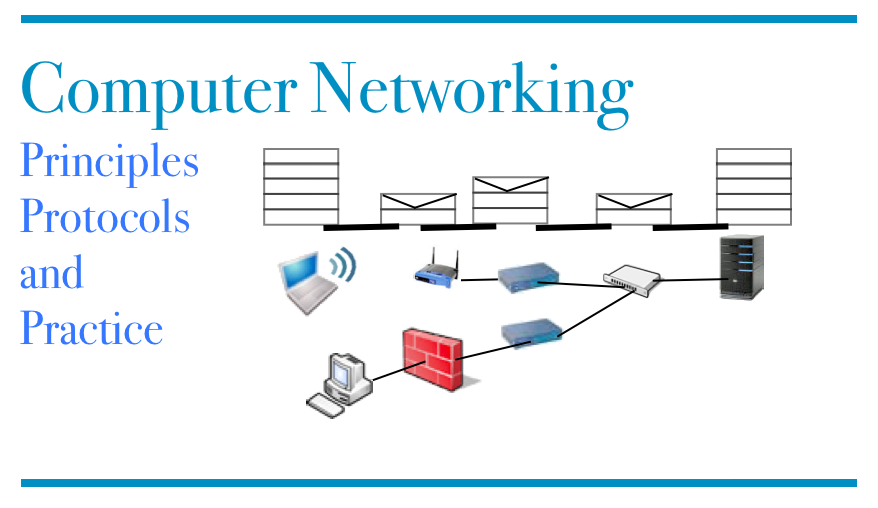 Computer Networking
Principles
Protocols
and
Practice